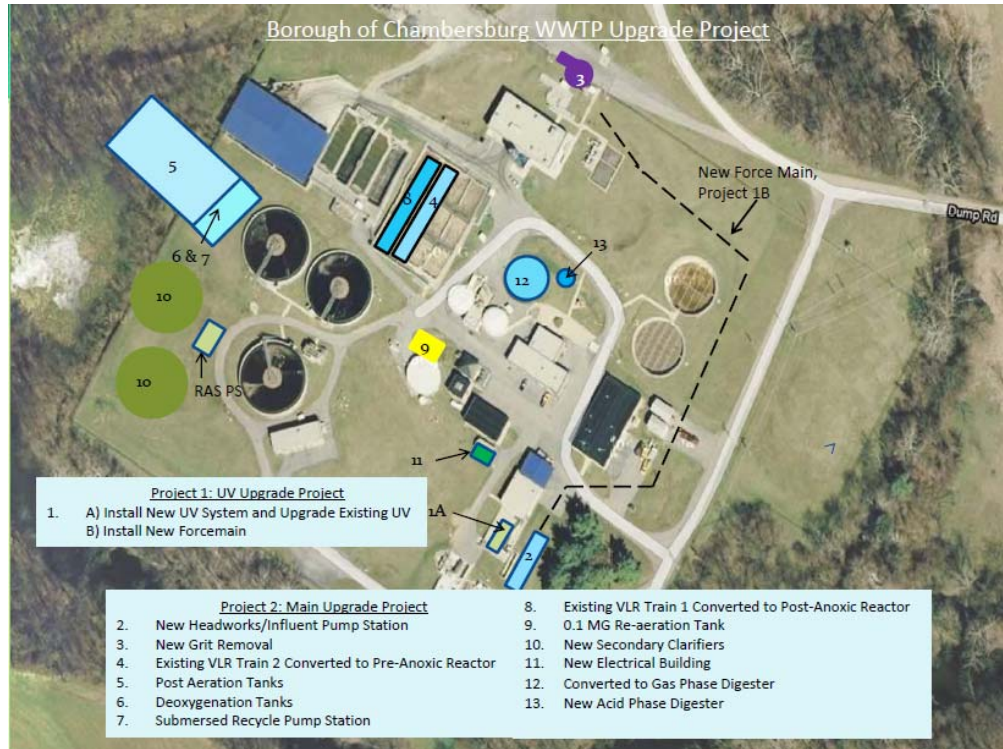 Borough of Chambersburg WWTP Upgrade Project
3
New Force Main,
Project 1B
Dump Rd
5
8
4
6 & 7
13
12
10
9
RAS PS
10
11
1A
2
Project 1: UV Upgrade Project
1. A) Install New UV System and Upgrade Existing UV
B) Install New Forcemain
Project 2: Main Upgrade Project
2. New Headworks/Influent Pump Station
3. New Grit Removal
4. Existing VLR Train 2 Converted to Pre-Anoxic Reactor
5. Post Aeration Tanks
6. Deoxygenation Tanks
7. Submersed Recycle Pump Station
8. Existing VLR Train 1 Converted to Post-Anoxic Reactor
9. 0.1 MG Re-aeration Tank
10. New Secondary Clarifiers
11. New Electrical Building
12. Converted to Gas Phase Digester
13. New Acid Phase Digester